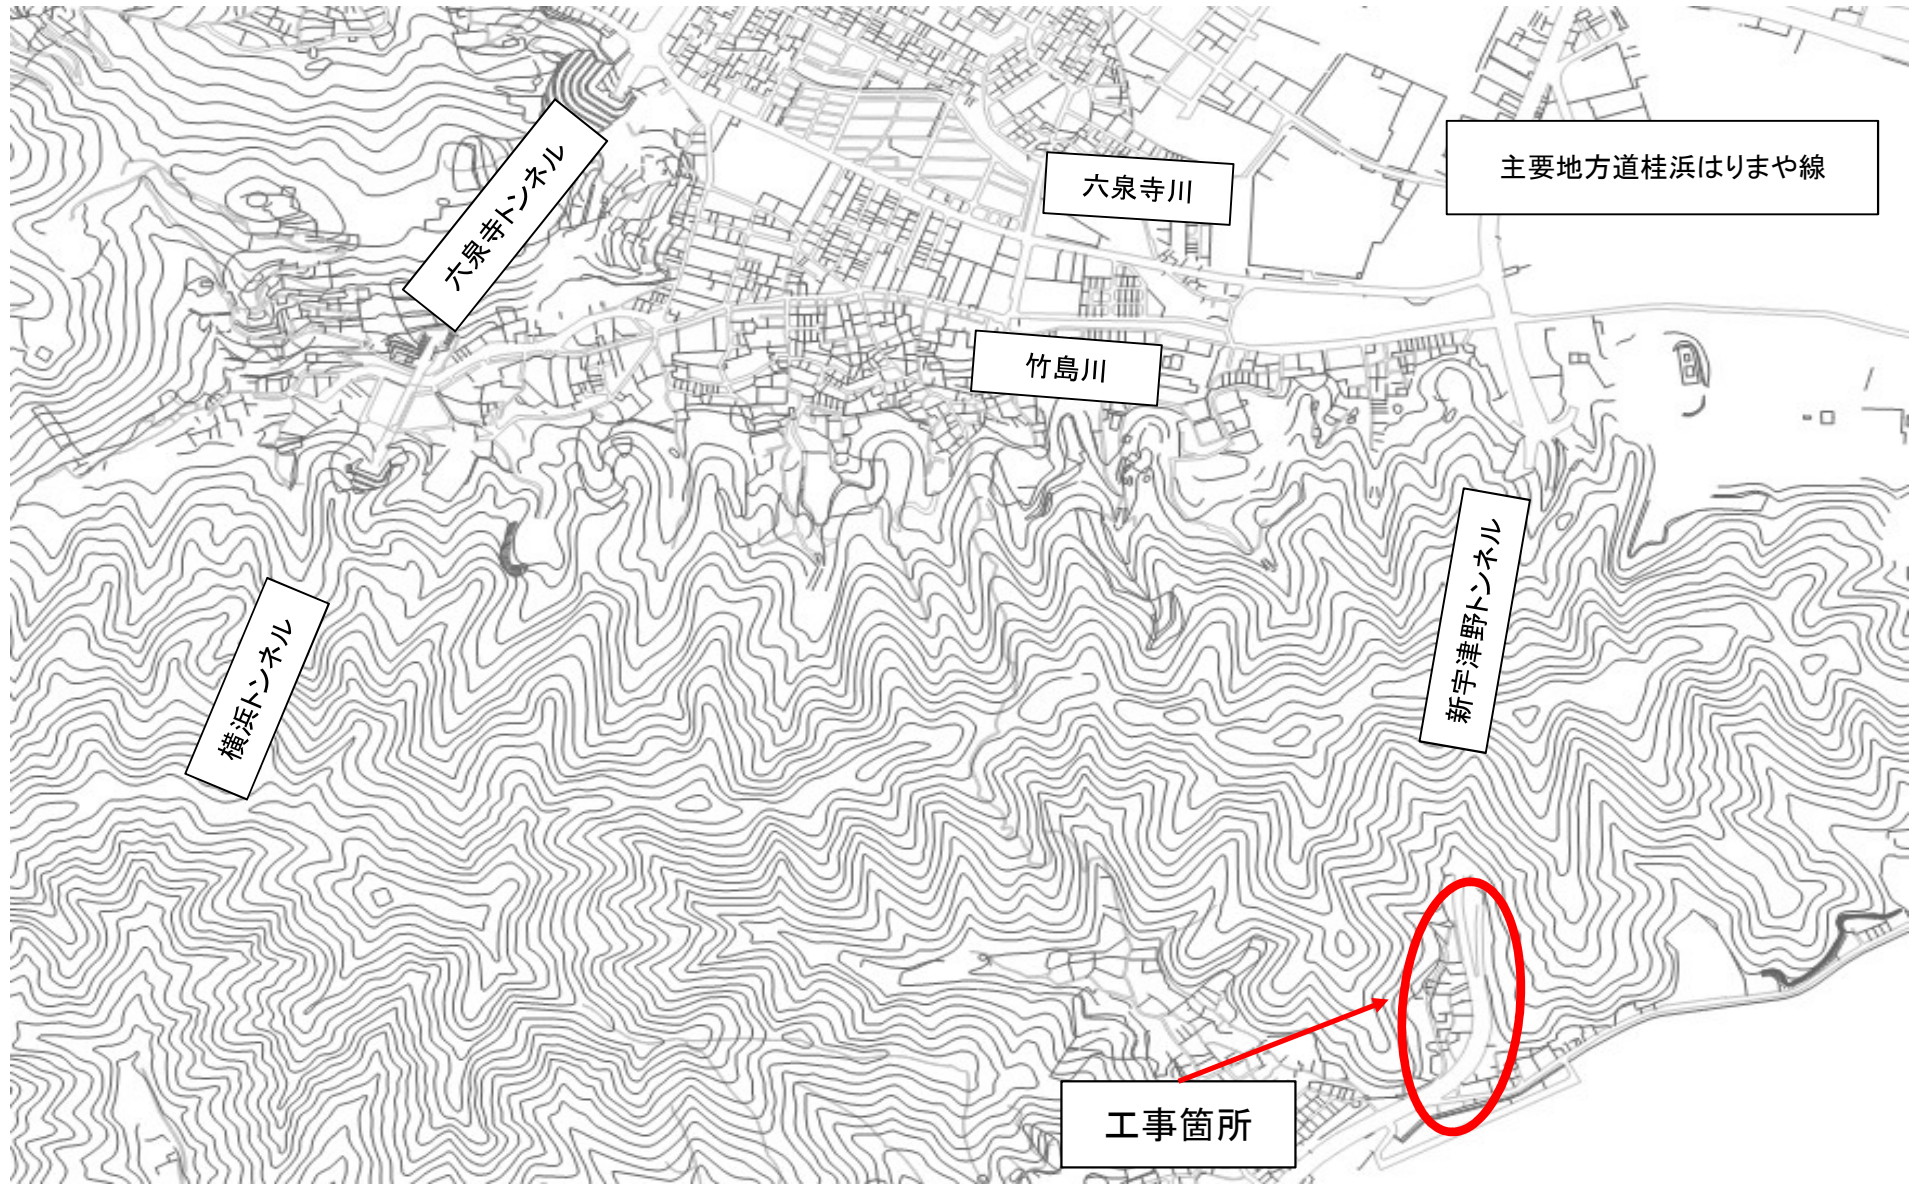 主要地方道桂浜はりまや線
六泉寺川
六泉寺トンネル
竹島川
新宇津野トンネル
横浜トンネル
工事箇所